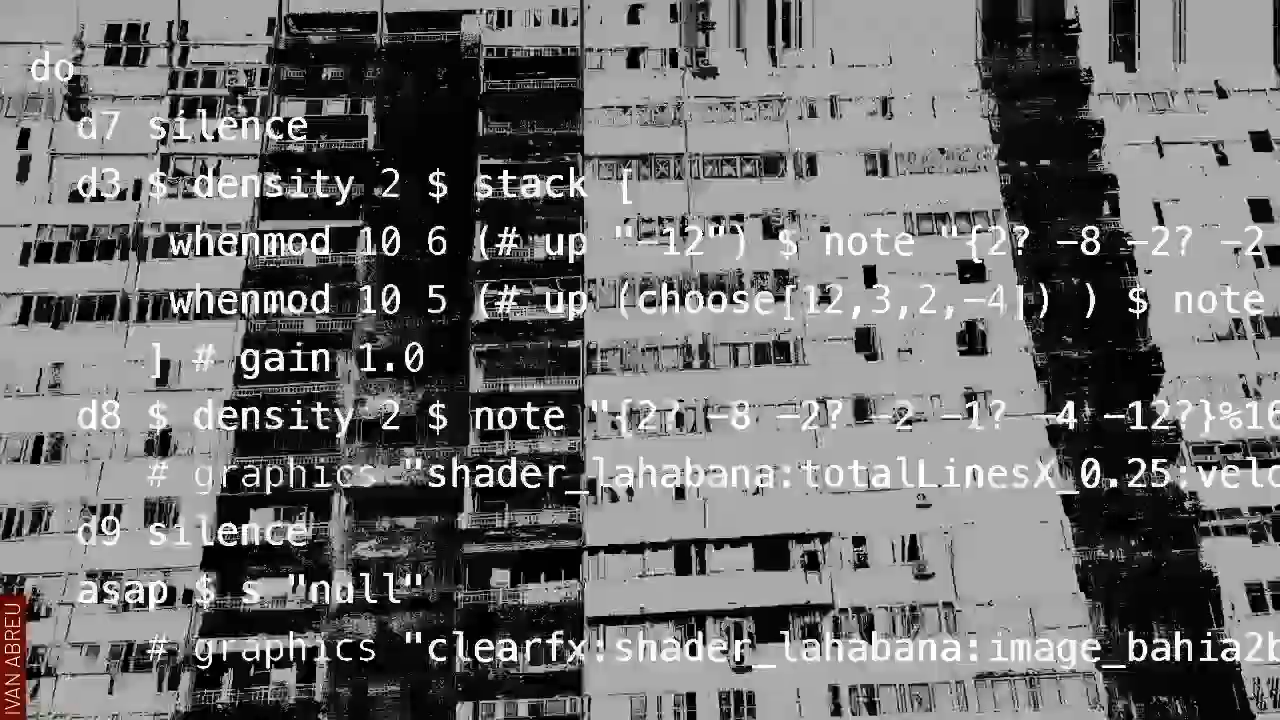 do
d7 silence
d3 $ density 2 $ stack [
whenmod 10 6 (# up "-12") $ note "{2? -8 -2? -2
whenmod 10 5 (# up (choose[12,3,2,-4]) ) $ note
] # gain 1.0
d8 $ density 2 $ note "{2? -8 -2? -2 -1? -4 -12?}%16
# graphics "shader_lahabana:totalLinesX_0.25:velo
d9 silence
asap $ s "null"
# graphics "clearfx:shader_lahabana:image_bahia2b
IVAN ABREU